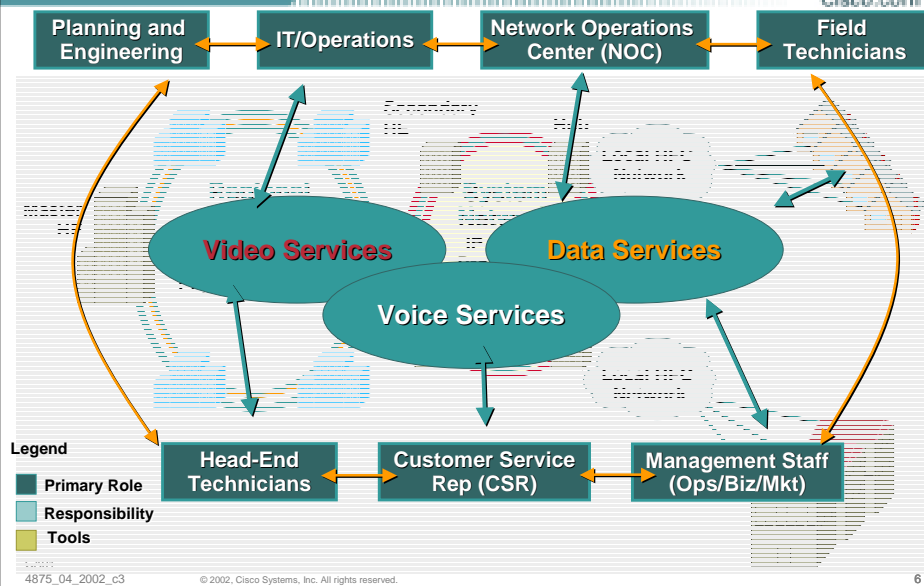 Cisco.com
Planning and
Engineering
IT/Operations
Network Operations
Center (NOC)
Field
Technicians
Video Services
Data Services
Voice Services
Legend
Primary Role
Responsibility
Tools
Head-End
Technicians
Customer Service
Rep (CSR)
Management Staff
(Ops/Biz/Mkt)
4875_04_2002_c3
© 2002, Cisco Systems, Inc. All rights reserved.
6